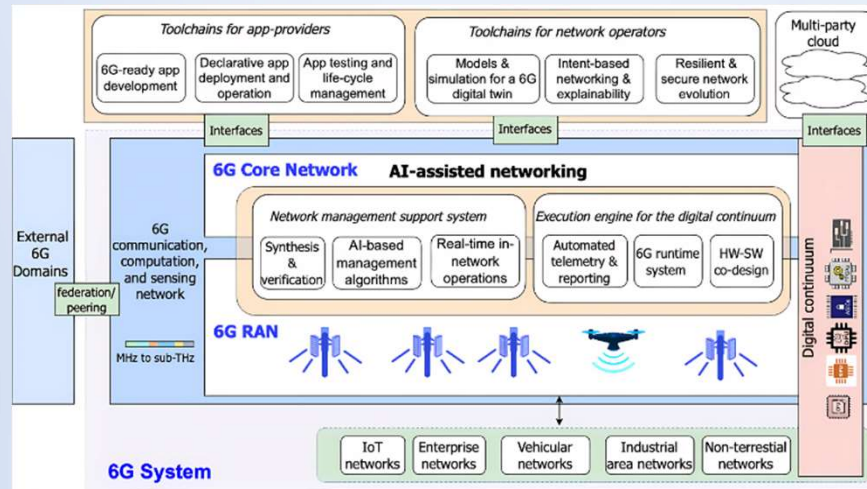 Toolchains for app-providers
6G-ready app
development
Declarative app
deployment and
operation
App testing and
life-cycle
management
Toolchains for network operators
Models &
simulation for a 6G
digital twin
Intent-based
networking &
explainability
Resilient &
secure network
evolution
Multi-party
cloud
Interfaces
Interfaces
Interfaces
External
6G
Domains
federation/
peering
6G
communication,
computation,
and sensing
network
MHz to sub-THz
6G Core Network
AI-assisted networking
Network management support system
Synthesis
&
verification
AI-based
management
algorithms
Real-time in-
network
operations
Execution engine for the digital continuum
Automated
telemetry &
reporting
6G runtime
system
HW-SW
co-design
6G RAN
Digital continuuum
IoT
networks
Enterprise
networks
Vehicular
networks
Industrial
area networks
Non-terrestial
networks
6G System